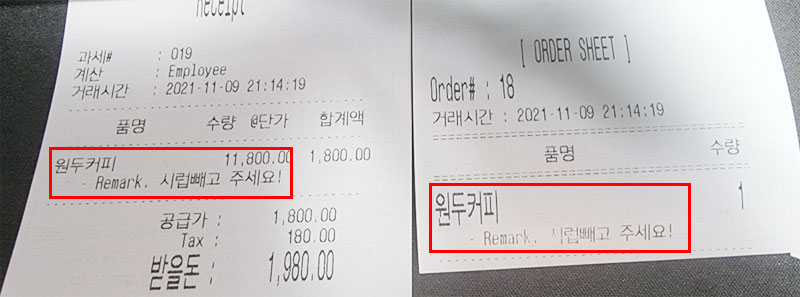 Receipt
과세# : 019
계산 : Employee
거래시간 : 2021-11-09 21:14:19
품명 수량 @단가 합계액
원두커피 11,800.00 1,800.00
- Remark. 시럽빼고 주세요!
공급가 : 1,800.00
Tax : 180.00
받을돈 : 1,980.00
[ ORDER SHEET ]
Order# : 18
거래시간 : 2021-11-09 21:14:19
품명 수량
원두커피 1
- Remark. 시럽빼고 주세요!